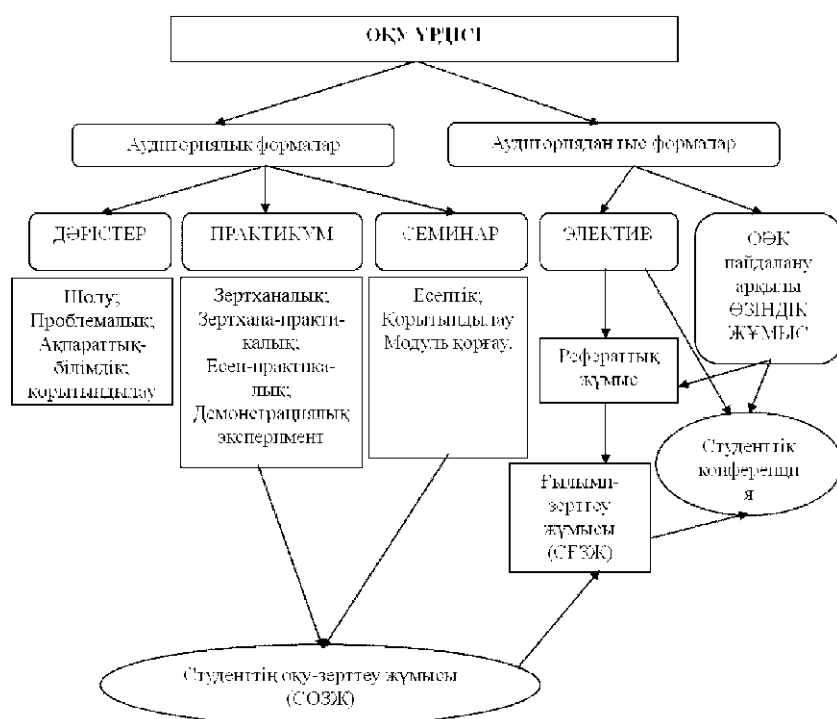 ОҚУ ҮРДІСІ
Аудиториялық формалар
Аудиториядан тыс формалар
ДӘРІСТЕР
ПРАКТИКУМ
СЕМИНАР
ЭЛЕКТИВ
ОӘК
пайдалану
арқылы
ӨЗІНДІК
ЖҰМЫС
Шолу;
Проблемалық;
Ақпараттық-
білімдік;
қорытындылау
Зертханалық;
Зертхана-практи-
калық;
Есеп-практика-
лық;
Демонстрациялық
эксперимент
Есептік;
Қорытындылау
Модуль қорғау.
Рефераттық
жұмыс
Студенттік
конференци
я
Ғылыми-
зерттеу
жұмысы
(СҒЗЖ)
Студенттің оқу-зерттеу жұмысы
(СОЗЖ)